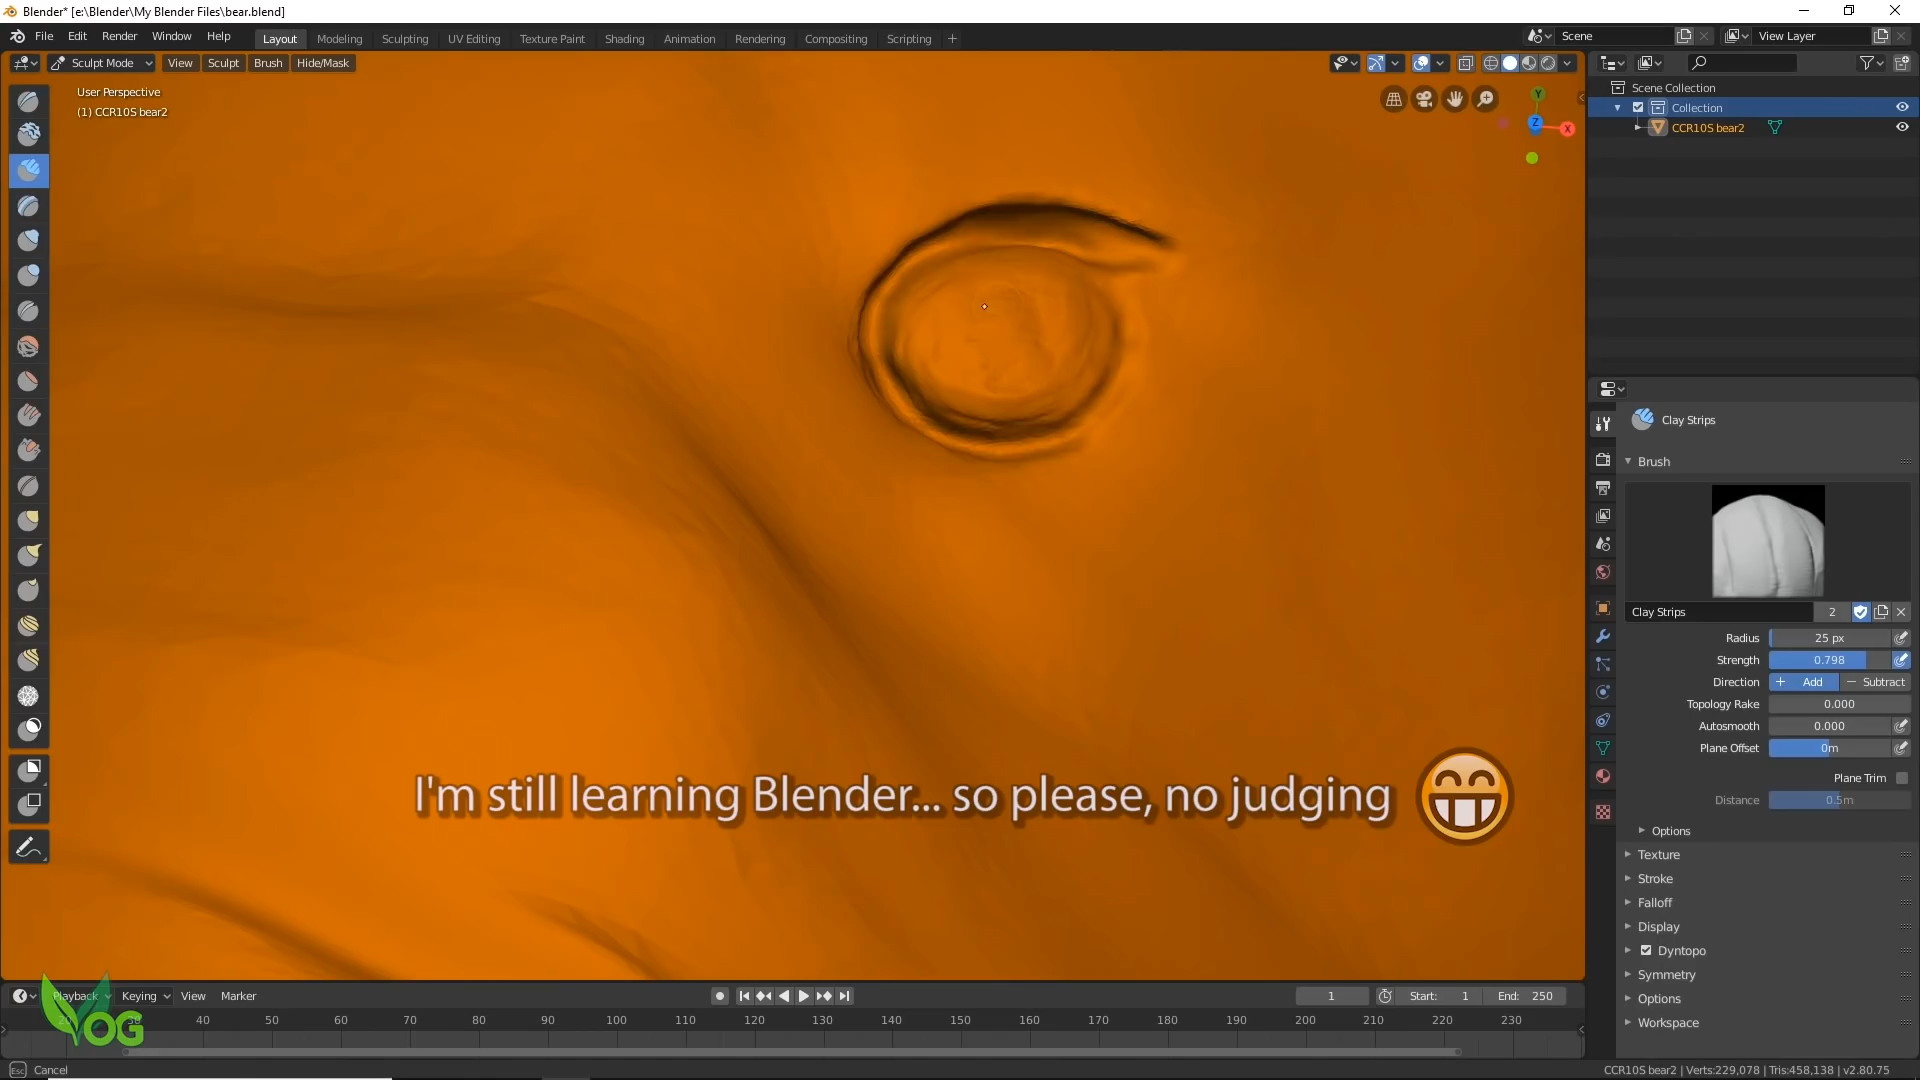 Blender* [e:\Blender\My Blender Files\bear.blend]
File Edit Render Window Help
Layout Modeling Sculpting UV Editing Texture Paint Shading Animation Rendering Compositing Scripting +
Scene
View Layer
Sculpt Mode View Sculpt Brush Hide/Mask
User Perspective
(1) CCR10S bear2
Y
Z
X
Scene Collection
Collection
CCR10S bear2
Clay Strips
Brush
Clay Strips 2
Radius 25 px
Strength 0.798
Direction + Add − Subtract
Topology Rake 0.000
Autosmooth 0.000
Plane Offset 0m
Plane Trim
Distance 0.5m
Options
Texture
Stroke
Falloff
Display
Dyntopo
Symmetry
Options
Workspace
I'm still learning Blender... so please, no judging
Playback Keying View Marker
1
Start: 1
End: 250
20 30 40 50 60 70 80 90 100 110 120 130 140 150 160 170 180 190 200 210 220 230
VOG
Esc Cancel
CCR10S bear2 | Verts:229,078 | Tris:458,138 | v2.80.75